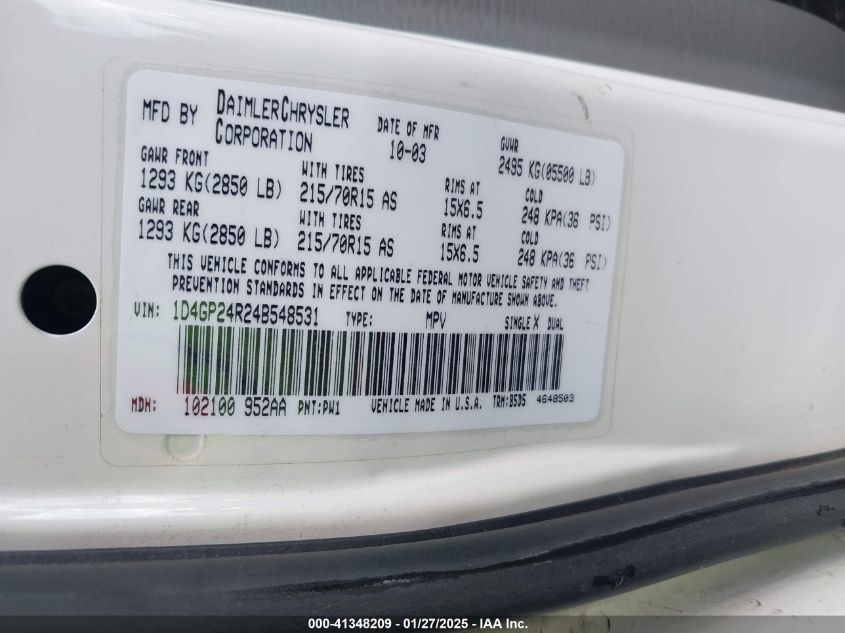 MFD BY DAIMLERCHRYSLER CORPORATION DATE OF MFR 10-03 GVWR 2495 KG(05500 LB)
GAWR FRONT WITH TIRES RIMS AT COLD
1293 KG(2850 LB) 215/70R15 AS 15X6.5 248 KPA(36 PSI)
GAWR REAR WITH TIRES RIMS AT COLD
1293 KG(2850 LB) 215/70R15 AS 15X6.5 248 KPA(36 PSI)
THIS VEHICLE CONFORMS TO ALL APPLICABLE FEDERAL MOTOR VEHICLE SAFETY AND THEFT
PREVENTION STANDARDS IN EFFECT ON THE DATE OF MANUFACTURE SHOWN ABOVE.
VIN: 1D4GP24R24B548531 TYPE: MPV SINGLE X DUAL
MDH: 102100 952AA PNT:PW1 VEHICLE MADE IN U.S.A. TRM:B5D5 4648503
000-41348209 - 01/27/2025 - IAA Inc.